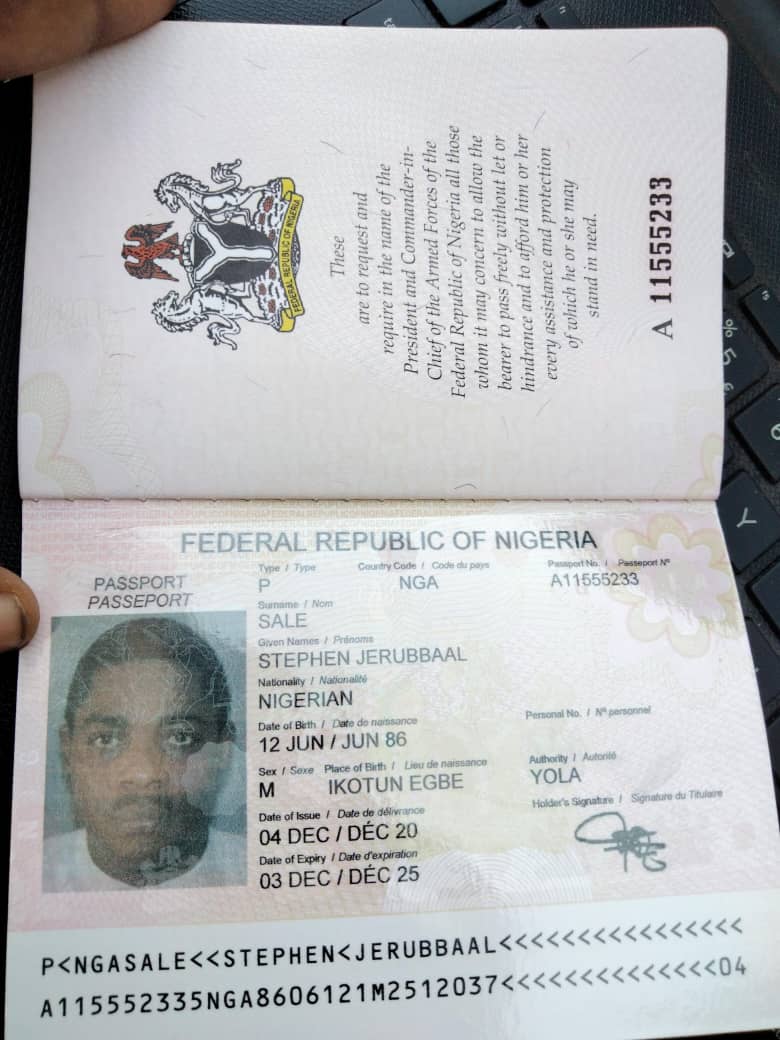 FEDERAL REPUBLIC OF NIGERIA
These
are to request and
require in the name of the
President and Commander-in-
Chief of the Armed Forces of the
Federal Republic of Nigeria all those
whom it may concern to allow the
bearer to pass freely without let or
hindrance and to afford him or her
every assistance and protection
of which he or she may
stand in need.
A 11555233
FEDERAL REPUBLIC OF NIGERIA
PASSPORT
PASSEPORT
Type / Type Country Code / Code du pays Passport No. / Passeport N°
P NGA A11555233
Surname / Nom
SALE
Given Names / Prénoms
STEPHEN JERUBBAAL
Nationality / Nationalité
NIGERIAN
Personal No. / N° personnel
Date of Birth / Date de naissance
12 JUN / JUN 86
Sex / Sexe Place of Birth / Lieu de naissance Authority / Autorité
M IKOTUN EGBE YOLA
Date of Issue / Date de délivrance Holder's Signature / Signature du Titulaire
04 DEC / DÉC 20
Date of Expiry / Date d'expiration
03 DEC / DÉC 25
P<NGASALE<<STEPHEN<JERUBBAAL<<<<<<<<<<<<<<<<
A115552335NGA8606121M2512037<<<<<<<<<<<<<<04